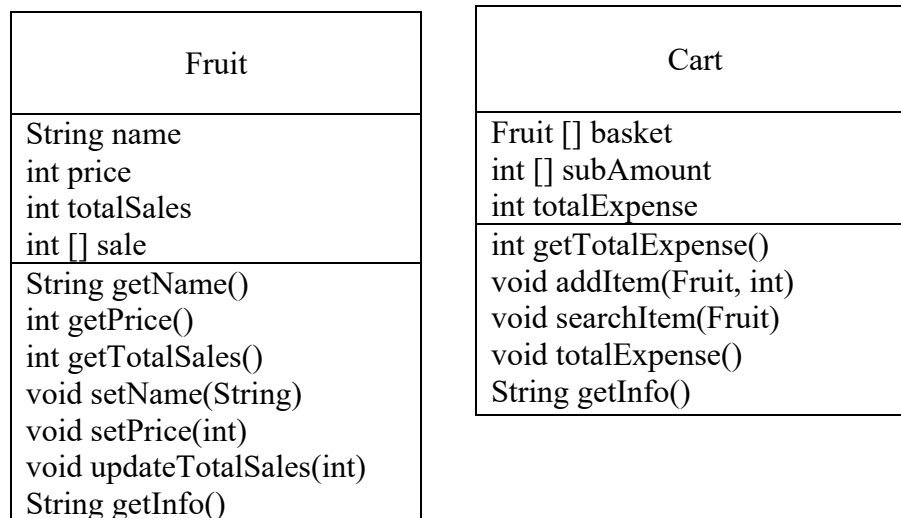 Fruit
String name
int price
int totalSales
int [] sale
String getName()
int getPrice()
int getTotalSales()
void setName(String)
void setPrice(int)
void updateTotalSales(int)
String getInfo()
Cart
Fruit [] basket
int [] subAmount
int totalExpense
int getTotalExpense()
void addItem(Fruit, int)
void searchItem(Fruit)
void totalExpense()
String getInfo()